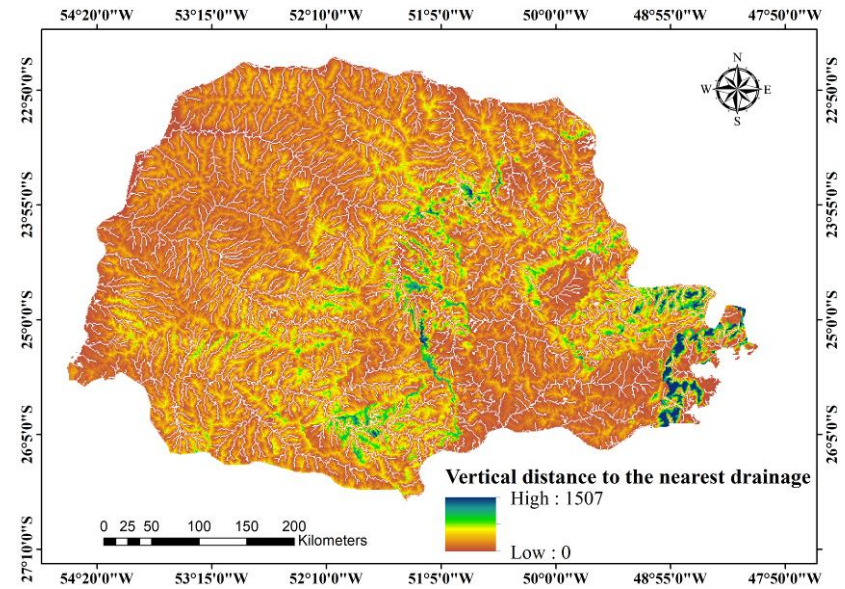 54°20'0"W 53°15'0"W 52°10'0"W 51°5'0"W 50°0'0"W 48°55'0"W 47°50'0"W
22°50'0"S 22°50'0"S
N
W E
S
23°55'0"S 23°55'0"S
25°0'0"S 25°0'0"S
26°5'0"S 26°5'0"S
Vertical distance to the nearest drainage
High : 1507
Low : 0
0 25 50 100 150 200
Kilometers
27°10'0"S 27°10'0"S
54°20'0"W 53°15'0"W 52°10'0"W 51°5'0"W 50°0'0"W 48°55'0"W 47°50'0"W